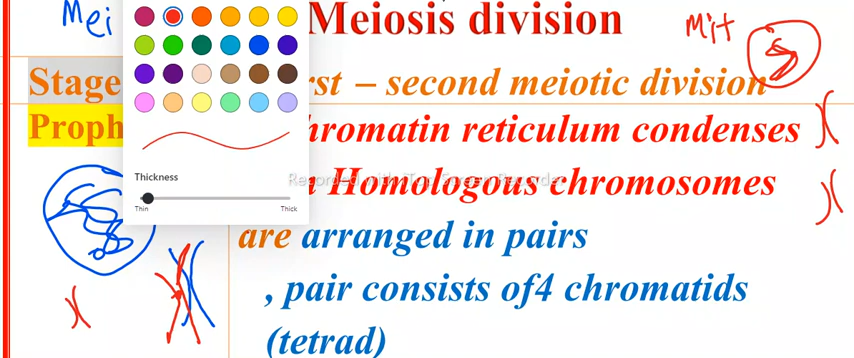 Mei
Meiosis division
Mit
Stage
rst – second meiotic division
Proph
hromatin reticulum condenses
Thickness
Thin
Thick
Homologous chromosomes
are arranged in pairs
, pair consists of4 chromatids
(tetrad)